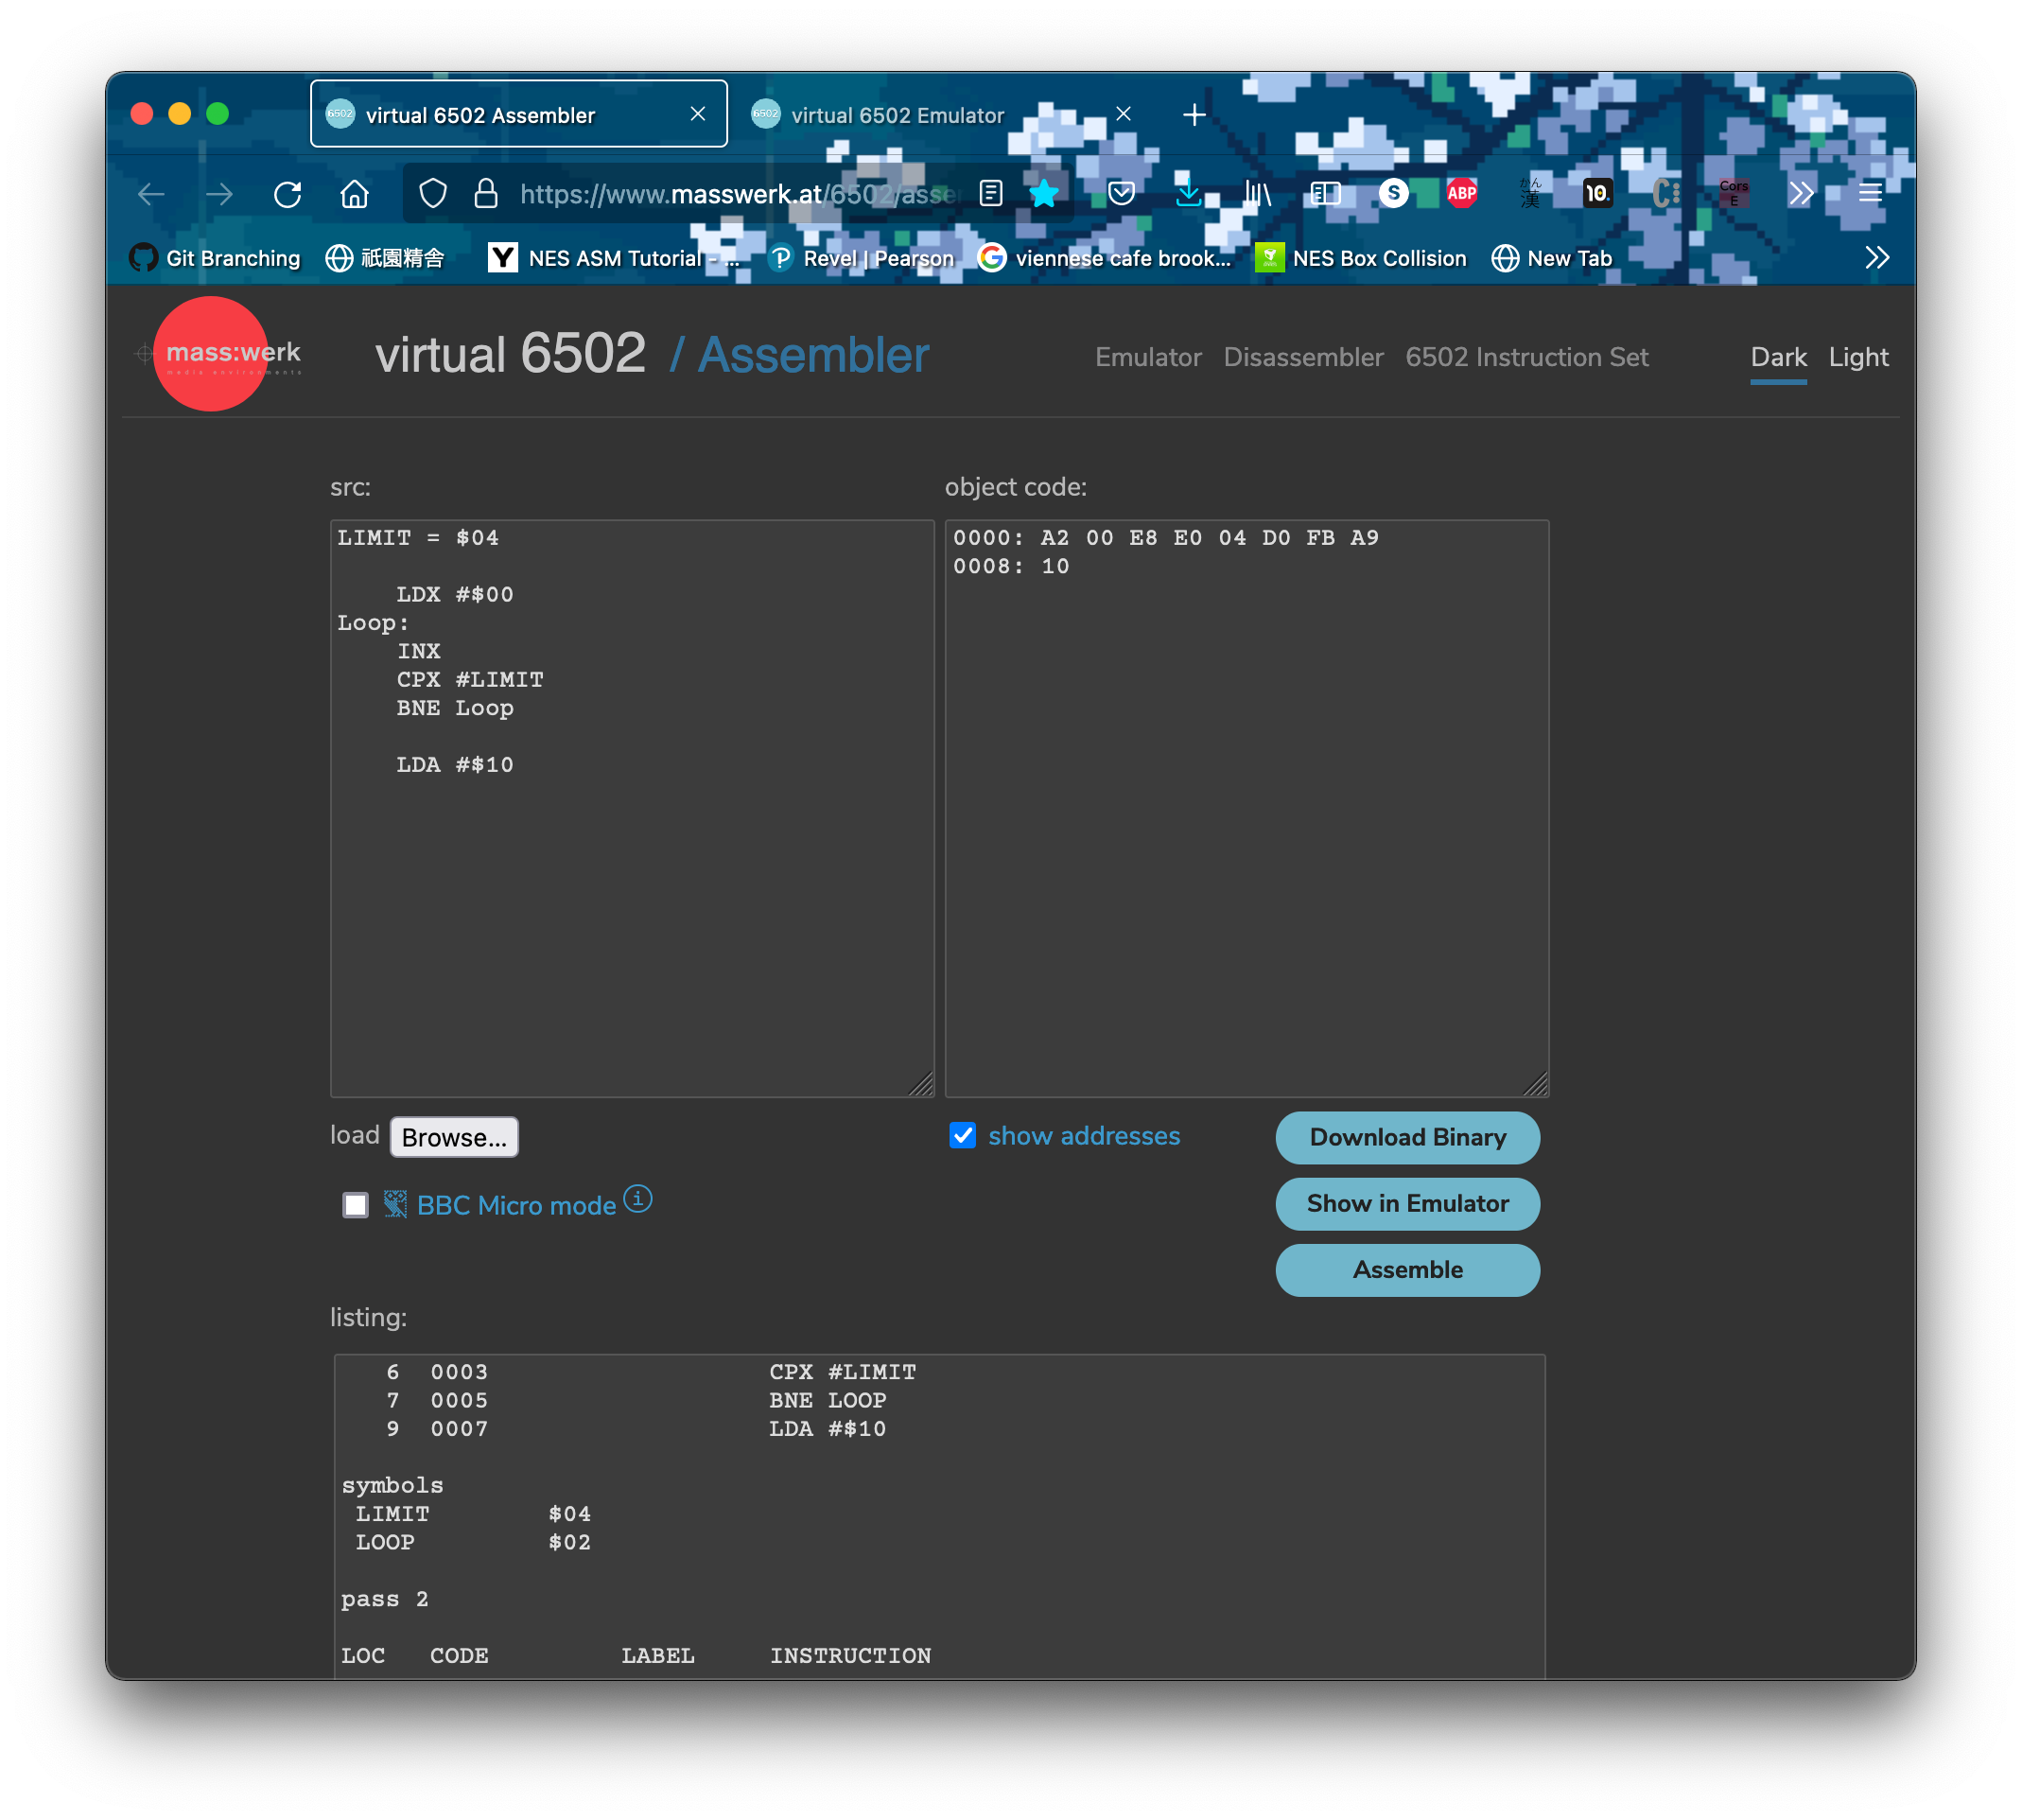 virtual 6502 Assembler
virtual 6502 Emulator
https://www.masswerk.at/6502/asse
Git Branching
祇園精舎
NES ASM Tutorial - ...
Revel | Pearson
viennese cafe brook...
NES Box Collision
New Tab
mass:werk
media environments
virtual 6502 / Assembler
Emulator Disassembler 6502 Instruction Set
Dark Light
src:
LIMIT = $04
LDX #$00
Loop:
INX
CPX #LIMIT
BNE Loop
LDA #$10
object code:
0000: A2 00 E8 E0 04 D0 FB A9
0008: 10
load Browse...
show addresses
Download Binary
BBC Micro mode i
Show in Emulator
Assemble
listing:
6 0003 CPX #LIMIT
7 0005 BNE LOOP
9 0007 LDA #$10
symbols
LIMIT $04
LOOP $02
pass 2
LOC CODE LABEL INSTRUCTION